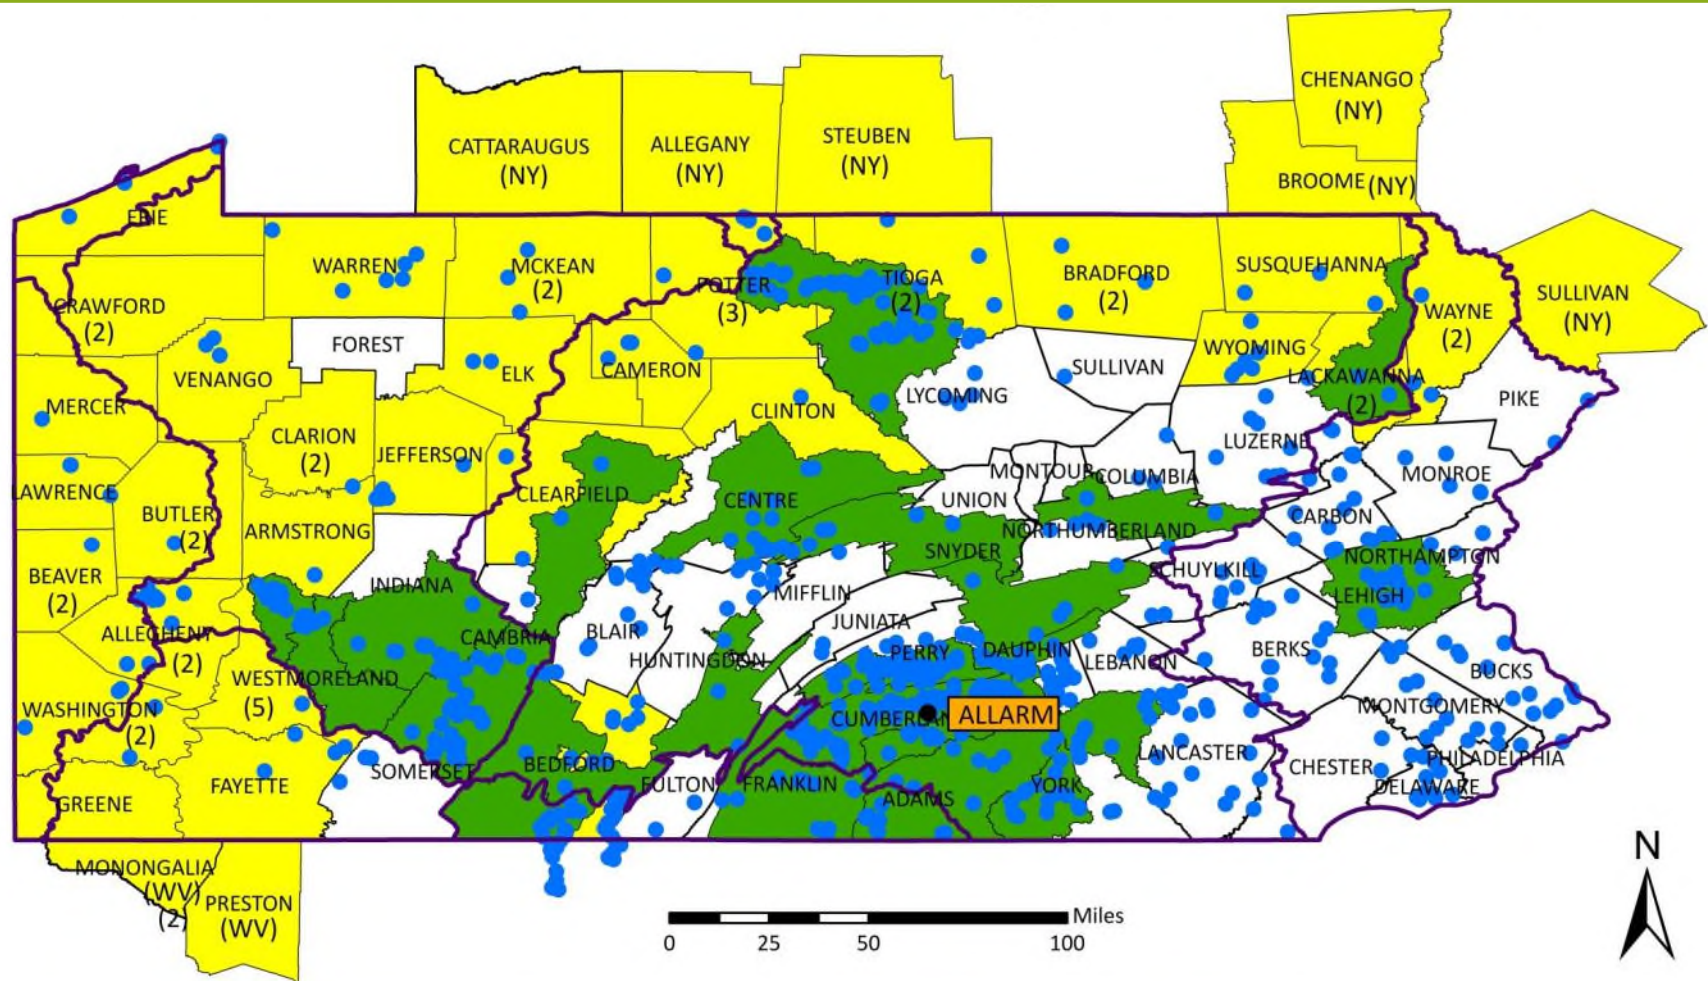 CHENANGO
(NY)
CATTARAUGUS
(NY)
ALLEGANY
(NY)
STEUBEN
(NY)
BROOME (NY)
ERIE
WARREN
MCKEAN
(2)
POTTER
(3)
TIOGA
(2)
BRADFORD
(2)
SUSQUEHANNA
WAYNE
(2)
SULLIVAN
(NY)
CRAWFORD
(2)
FOREST
VENANGO
ELK
CAMERON
SULLIVAN
WYOMING
LACKAWANNA
(2)
MERCER
CLINTON
LYCOMING
PIKE
CLARION
(2)
JEFFERSON
LUZERNE
LAWRENCE
CLEARFIELD
CENTRE
UNION
MONTOUR
COLUMBIA
MONROE
BUTLER
(2)
ARMSTRONG
NORTHUMBERLAND
CARBON
BEAVER
(2)
INDIANA
SNYDER
SCHUYLKILL
NORTHAMPTON
MIFFLIN
LEHIGH
ALLEGHENY
(2)
CAMBRIA
BLAIR
JUNIATA
HUNTINGDON
PERRY
DAUPHIN
LEBANON
BERKS
BUCKS
WESTMORELAND
(5)
WASHINGTON
(2)
CUMBERLAN
ALLARM
MONTGOMERY
LANCASTER
SOMERSET
BEDFORD
FULTON
FRANKLIN
ADAMS
YORK
CHESTER
PHILADELPHIA
DELAWARE
FAYETTE
GREENE
MONONGALIA
(WV)
(2)
PRESTON
(WV)
Miles
0 25 50 100
N